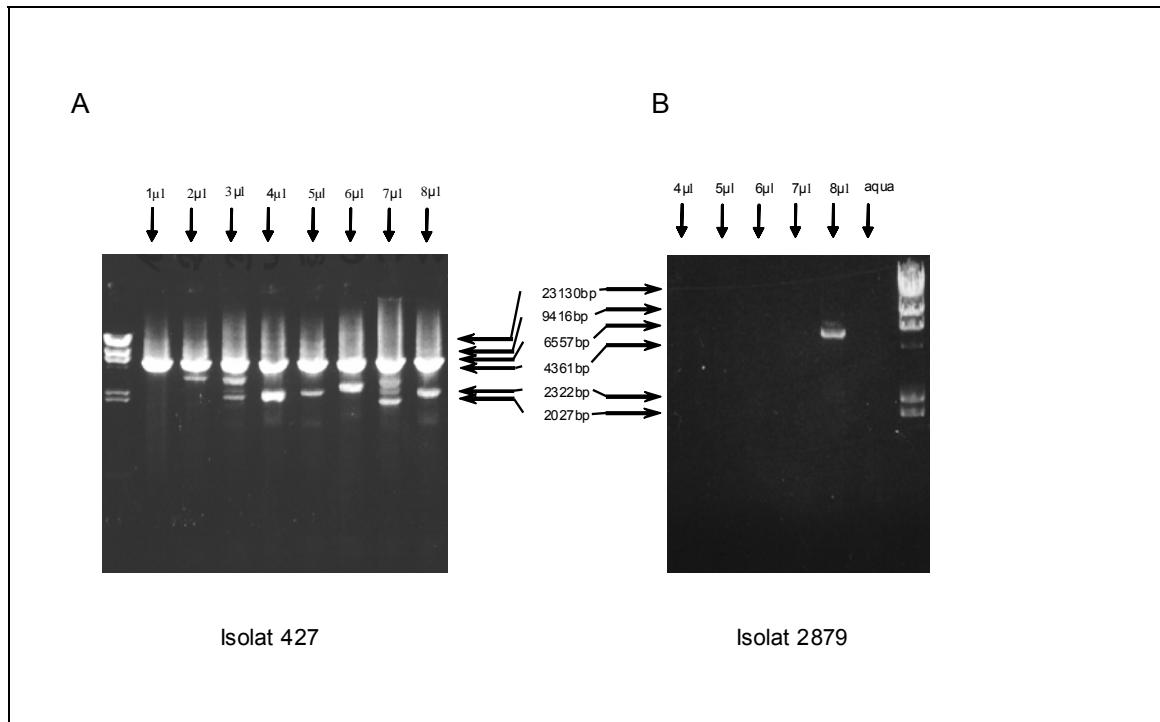 A
B
1µl 2µl 3µl 4µl 5µl 6µl 7µl 8µl
4µl 5µl 6µl 7µl 8µl aqua
23130bp
9416bp
6557bp
4361bp
2322bp
2027bp
Isolat 427
Isolat 2879